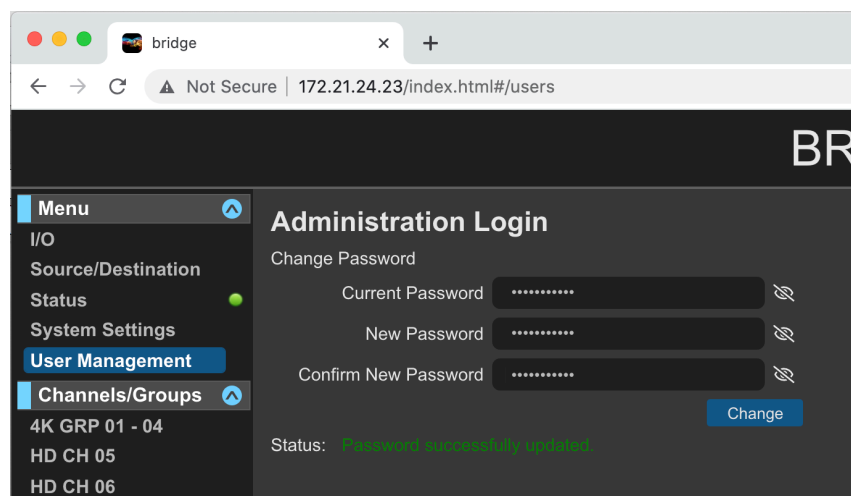 bridge
Not Secure 172.21.24.23/index.html#/users
BR
Menu
I/O
Source/Destination
Status
System Settings
User Management
Channels/Groups
4K GRP 01 - 04
HD CH 05
HD CH 06
Administration Login
Change Password
Current Password •••••••••••
New Password •••••••••••
Confirm New Password •••••••••••
Change
Status: Password successfully updated.